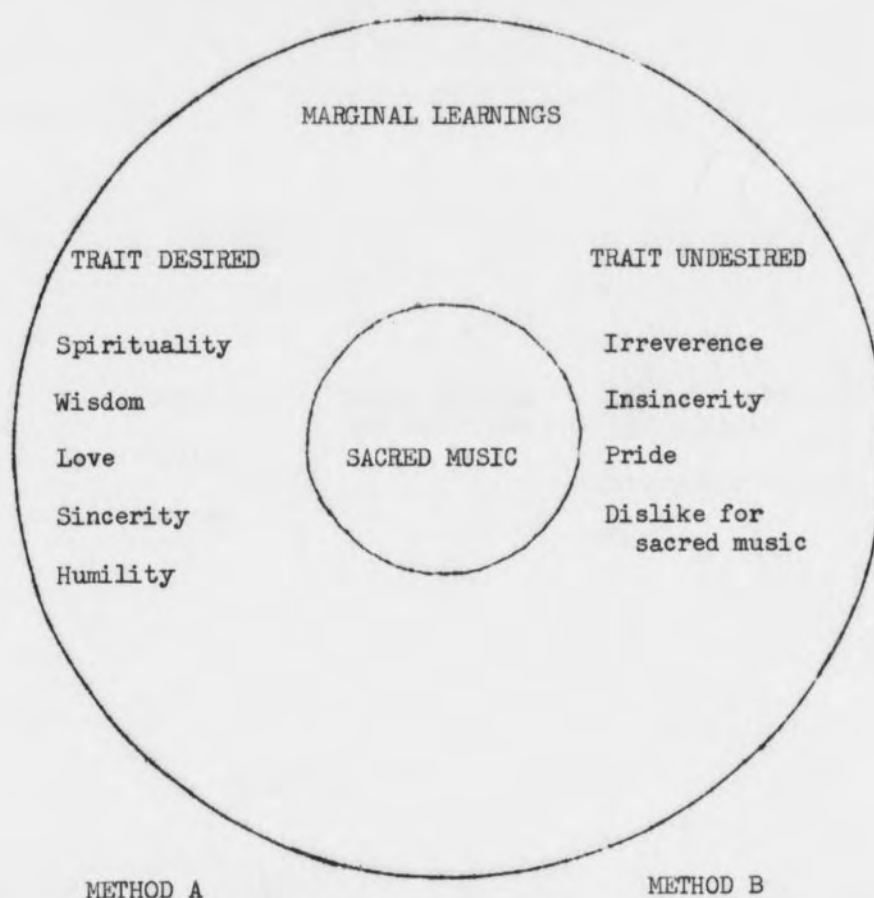 MARGINAL LEARNINGS
TRAIT DESIRED
Spirituality
Wisdom
Love
Sincerity
Humility
SACRED MUSIC
TRAIT UNDESIRED
Irreverence
Insincerity
Pride
Dislike for
sacred music
METHOD A
METHOD B